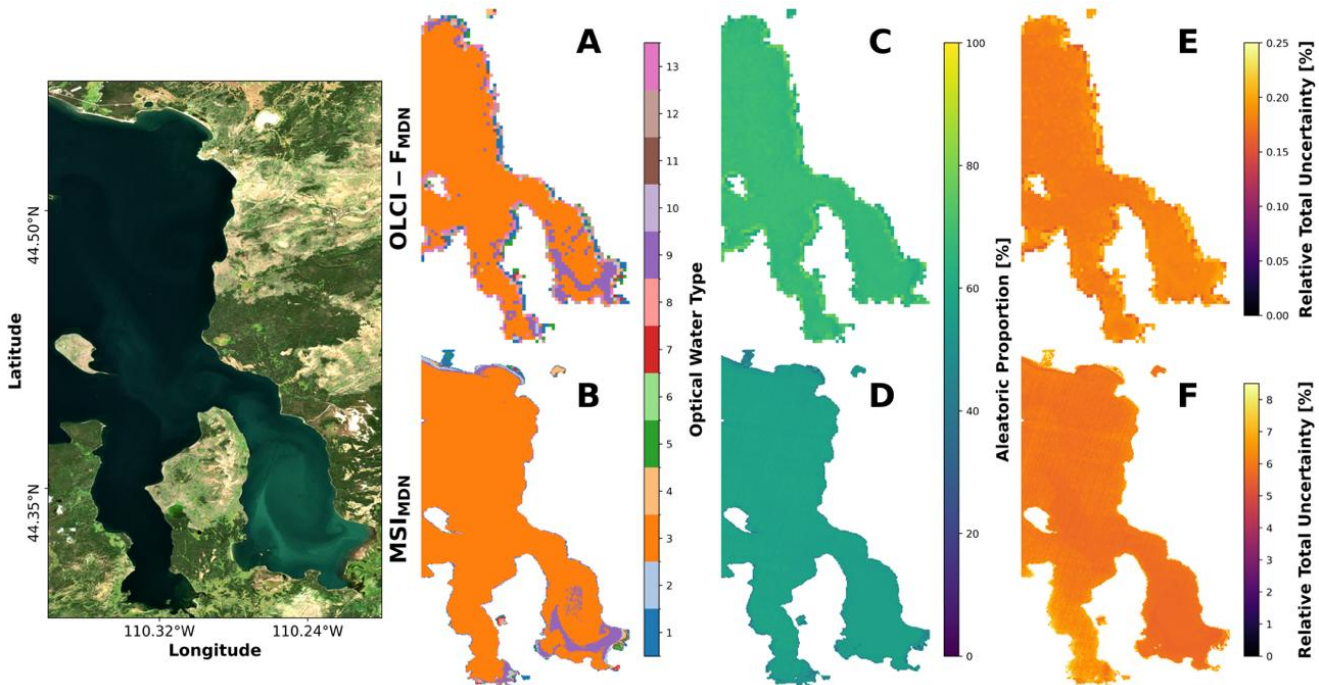 Latitude
44.50°N
44.35°N
110.32°W
110.24°W
Longitude
OLCI – FMDN
MSIMDN
A
B
13
12
11
10
9
8
7
6
5
4
3
2
1
Optical Water Type
C
D
100
80
60
40
20
0
Aleatoric Proportion [%]
E
0.25
0.20
0.15
0.10
0.05
0.00
Relative Total Uncertainty [%]
F
8
7
6
5
4
3
2
1
0
Relative Total Uncertainty [%]